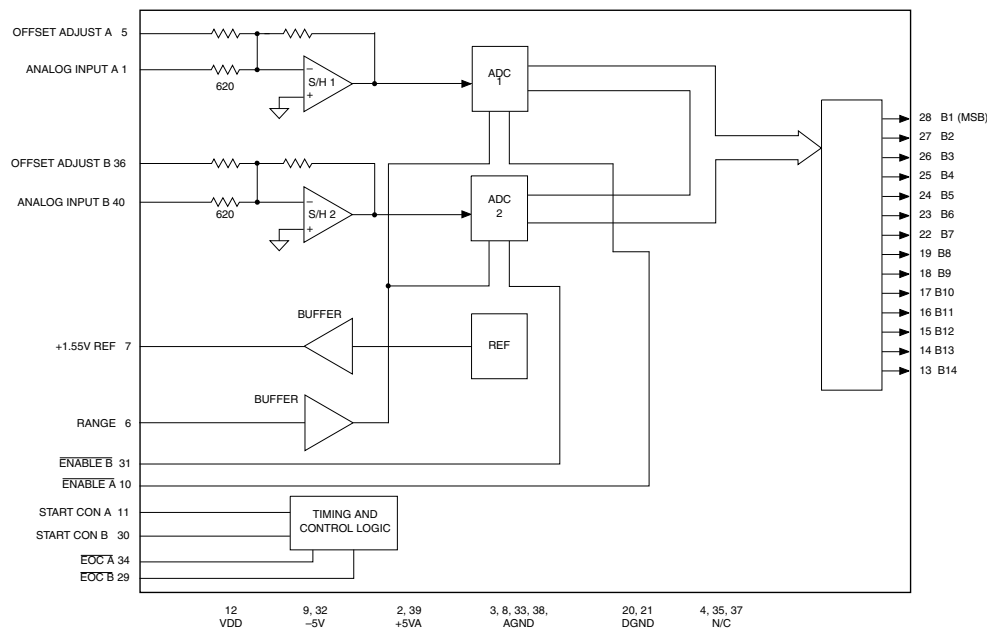 OFFSET ADJUST A 5
ANALOG INPUT A 1
620
S/H 1
–
+
ADC
1
28 B1 (MSB)
27 B2
26 B3
25 B4
24 B5
23 B6
22 B7
19 B8
18 B9
17 B10
16 B11
15 B12
14 B13
13 B14
OFFSET ADJUST B 36
ANALOG INPUT B 40
620
S/H 2
–
+
ADC
2
BUFFER
+1.55V REF 7
REF
BUFFER
RANGE 6
ENABLE B 31
ENABLE A 10
START CON A 11
START CON B 30
TIMING AND
CONTROL LOGIC
EOC A 34
EOC B 29
12
VDD
9, 32
–5V
2, 39
+5VA
3, 8, 33, 38,
AGND
20, 21
DGND
4, 35, 37
N/C